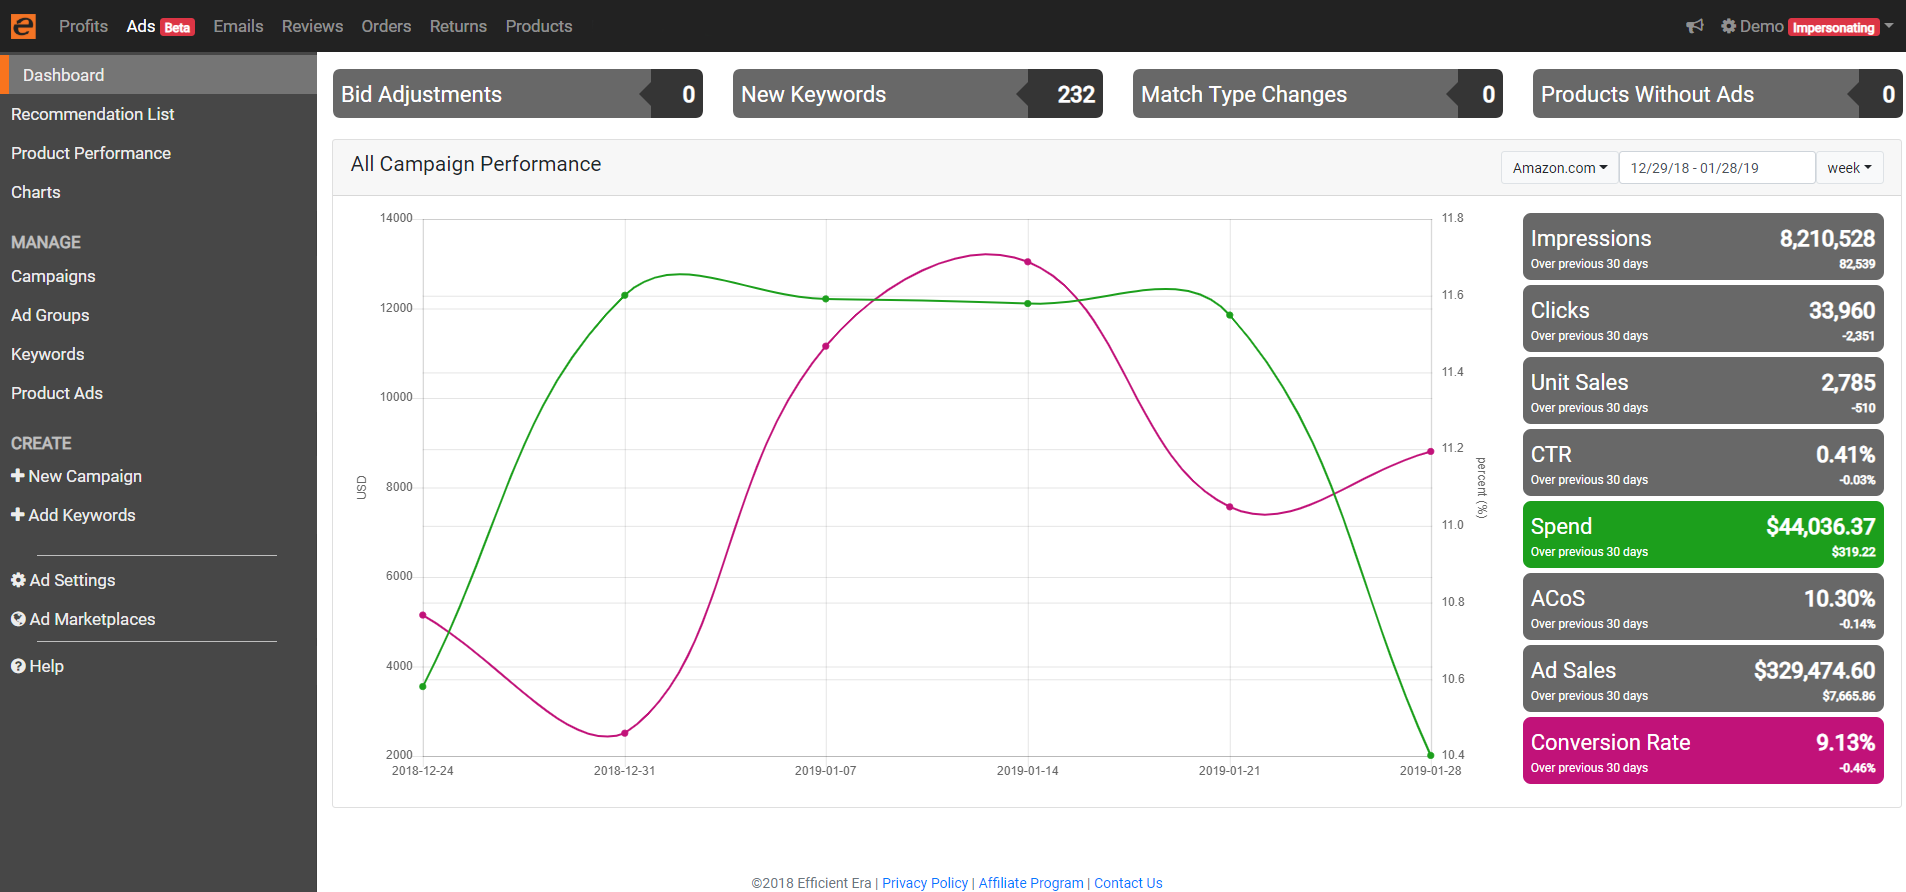 e Profits Ads Beta Emails Reviews Orders Returns Products Demo Impersonating
Dashboard
Recommendation List
Product Performance
Charts
MANAGE
Campaigns
Ad Groups
Keywords
Product Ads
CREATE
New Campaign
Add Keywords
Ad Settings
Ad Marketplaces
Help
Bid Adjustments 0
New Keywords 232
Match Type Changes 0
Products Without Ads 0
All Campaign Performance
Amazon.com 12/29/18 - 01/28/19 week
14000
12000
10000
8000
6000
4000
2000
USD
11.8
11.6
11.4
11.2
11.0
10.8
10.6
10.4
percent (%)
2018-12-24 2018-12-31 2019-01-07 2019-01-14 2019-01-21 2019-01-28
Impressions 8,210,528
Over previous 30 days 82,539
Clicks 33,960
Over previous 30 days -2,351
Unit Sales 2,785
Over previous 30 days -510
CTR 0.41%
Over previous 30 days -0.03%
Spend $44,036.37
Over previous 30 days $319.22
ACoS 10.30%
Over previous 30 days -0.14%
Ad Sales $329,474.60
Over previous 30 days $7,665.86
Conversion Rate 9.13%
Over previous 30 days -0.46%
©2018 Efficient Era | Privacy Policy | Affiliate Program | Contact Us